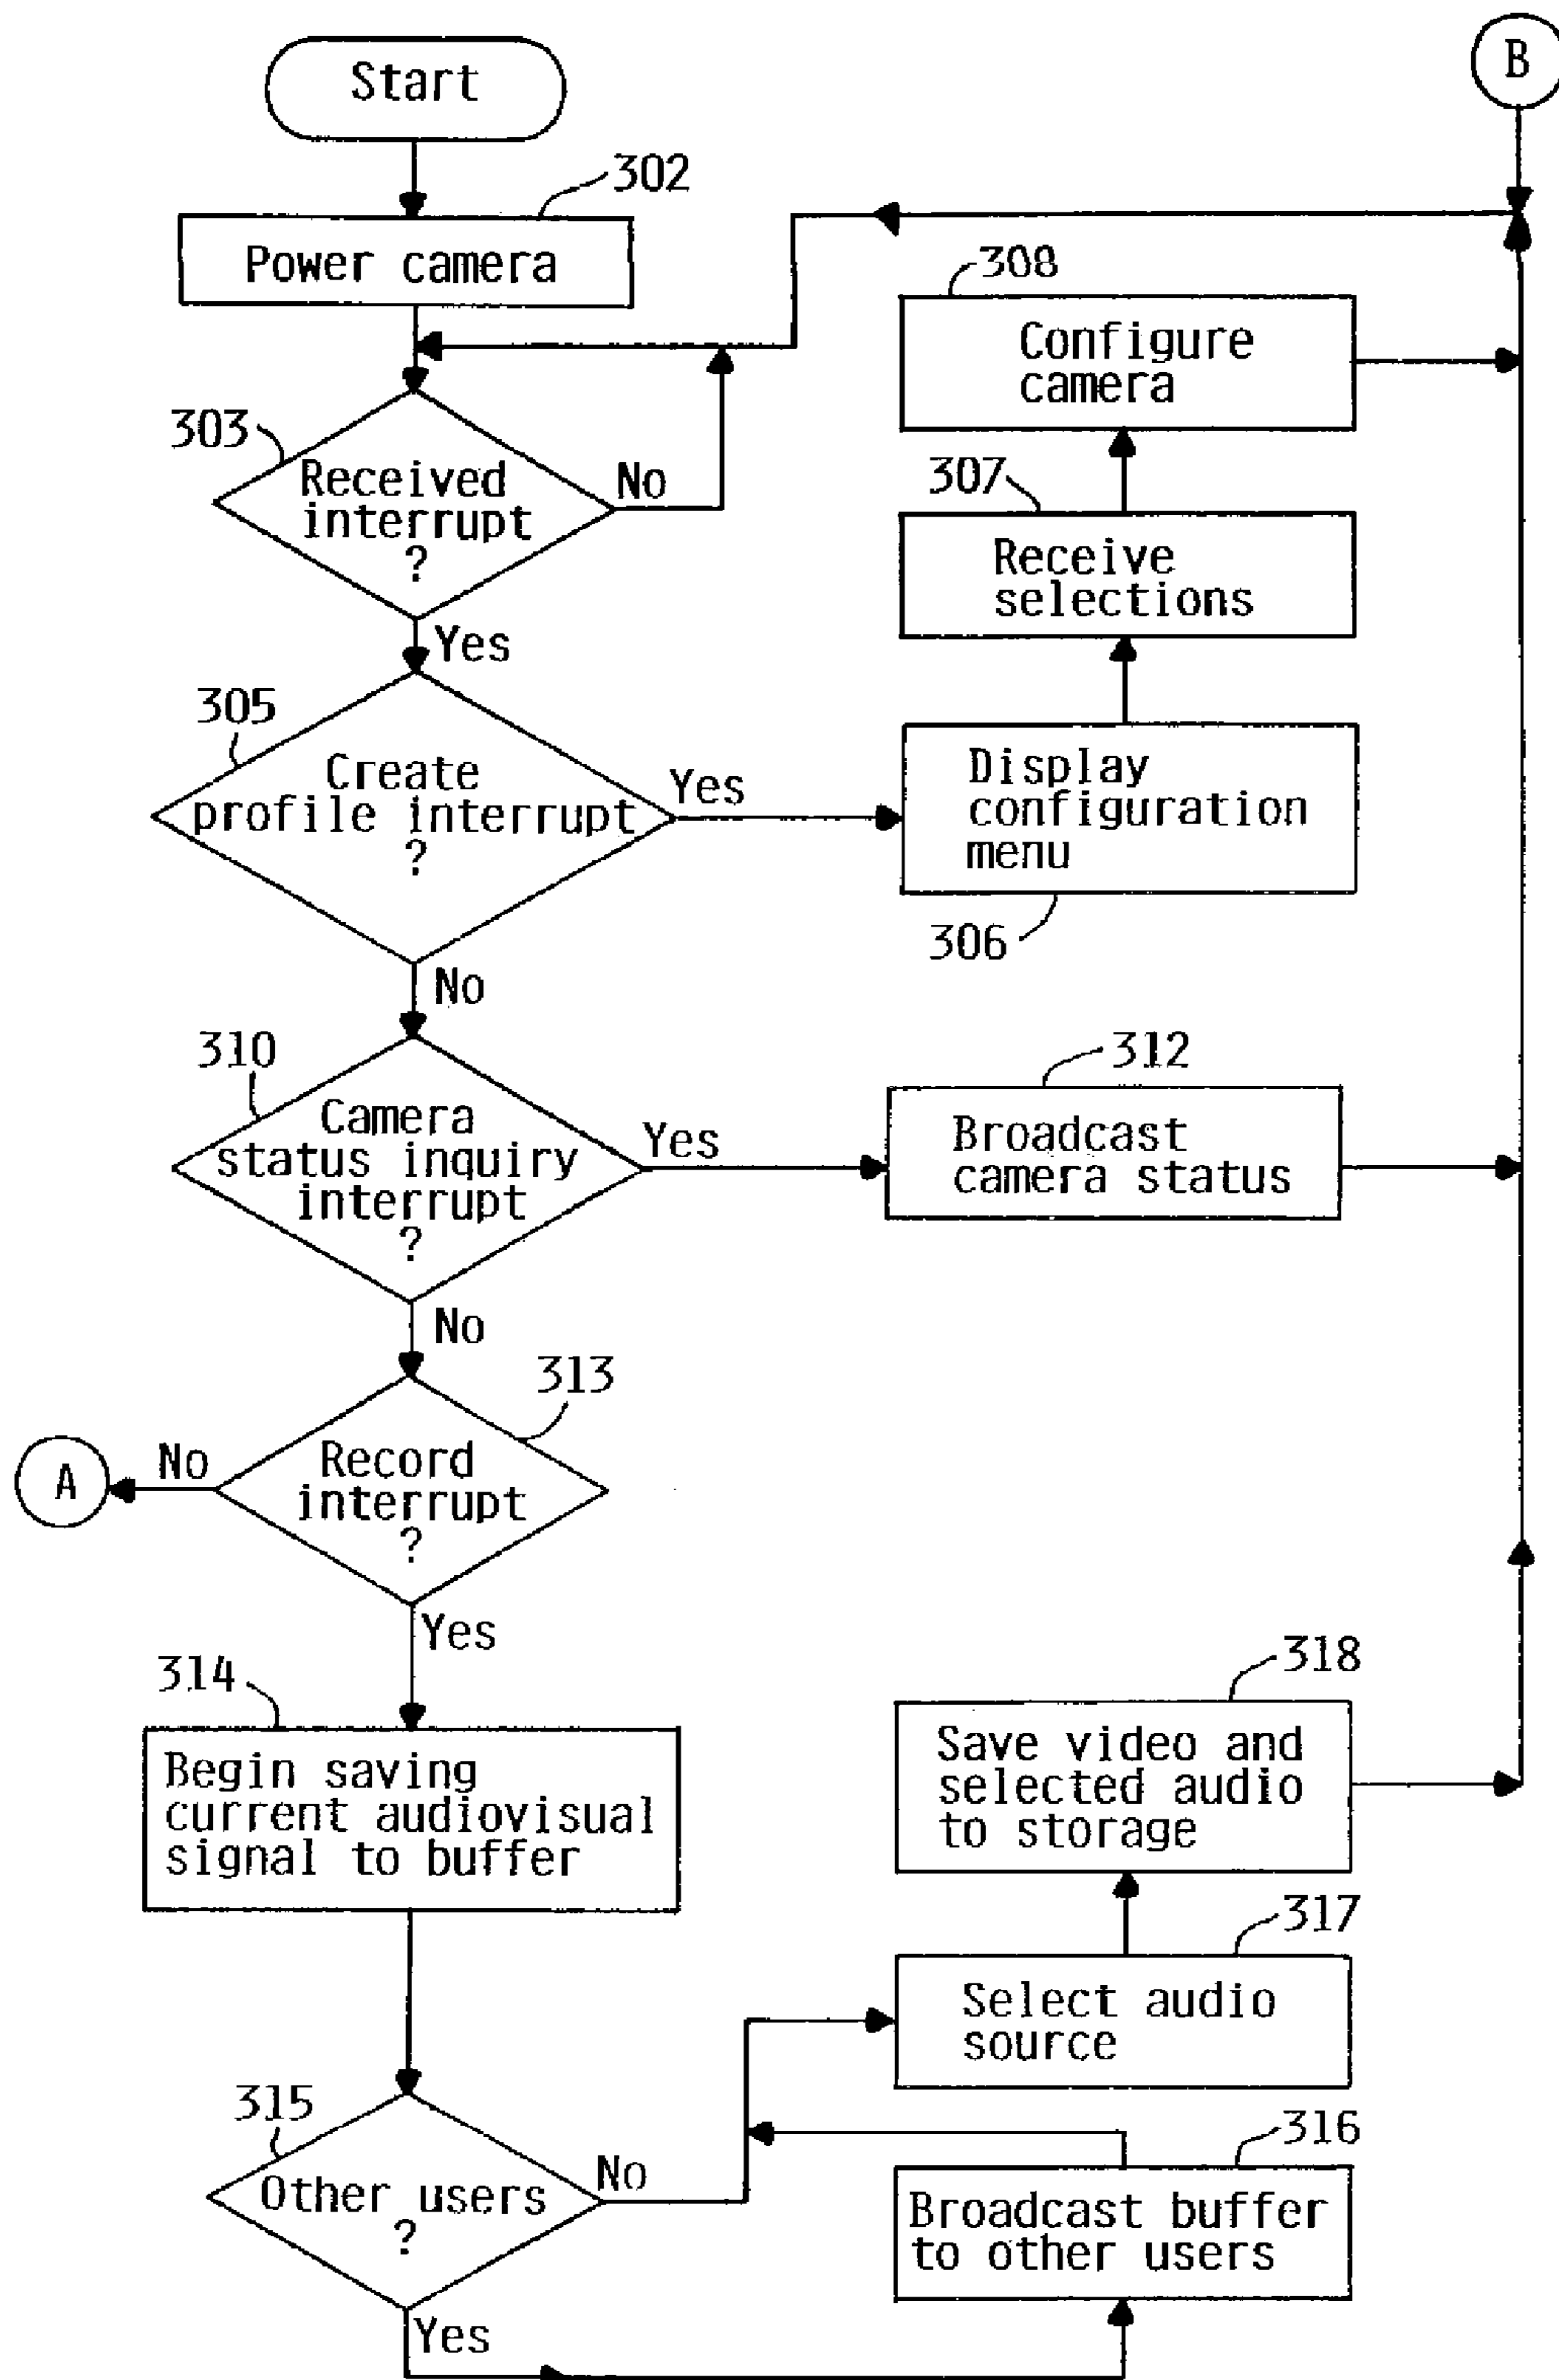 Start
B
302
Power camera
308
Configure
camera
303
Received
interrupt
?
No
307
Receive
selections
Yes
305
Create
profile interrupt
?
Yes
Display
configuration
menu
306
No
310
Camera
status inquiry
interrupt
?
Yes
312
Broadcast
camera status
No
313
Record
interrupt
?
No
A
Yes
314
Begin saving
current audiovisual
signal to buffer
318
Save video and
selected audio
to storage
317
Select audio
source
315
Other users
?
No
316
Broadcast buffer
to other users
Yes